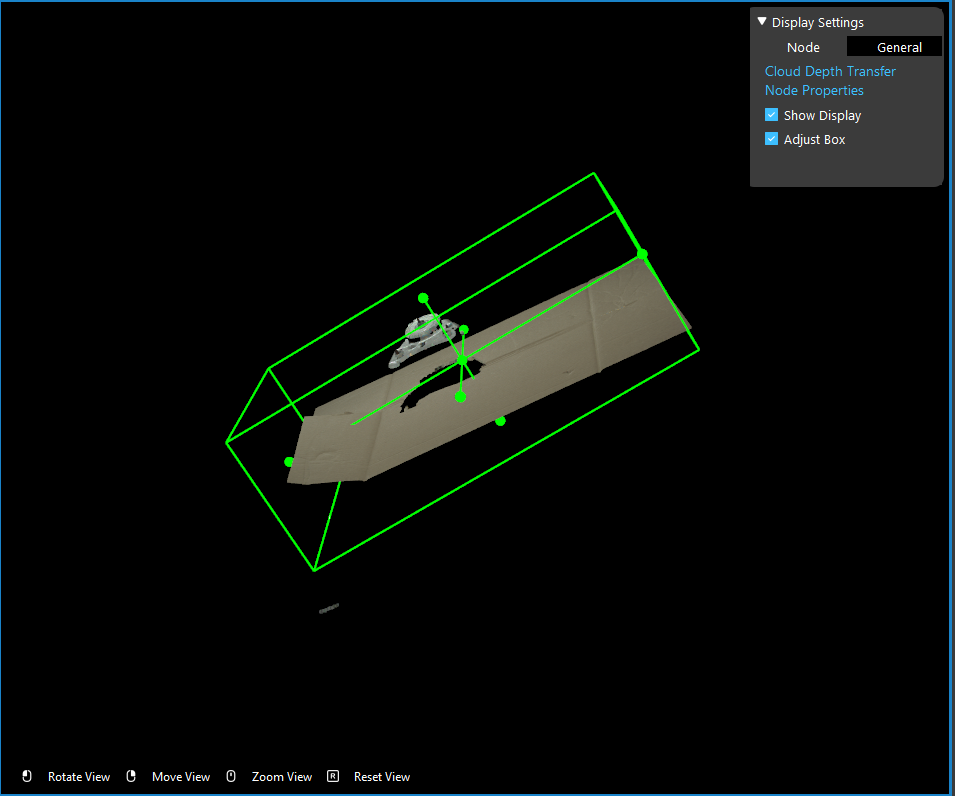 Display Settings
Node General
Cloud Depth Transfer
Node Properties
Show Display
Adjust Box
Rotate View Move View Zoom View R Reset View